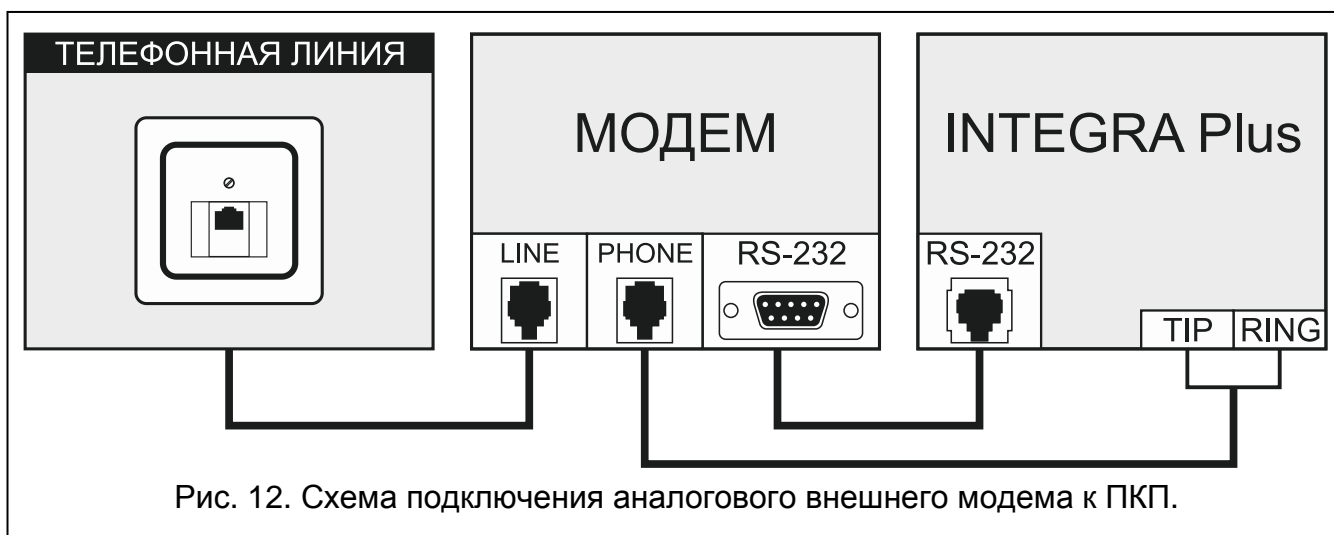 ТЕЛЕФОННАЯ ЛИНИЯ
МОДЕМ
INTEGRA Plus
LINE
PHONE
RS-232
RS-232
TIP
RING
Рис. 12. Схема подключения аналогового внешнего модема к ПКП.